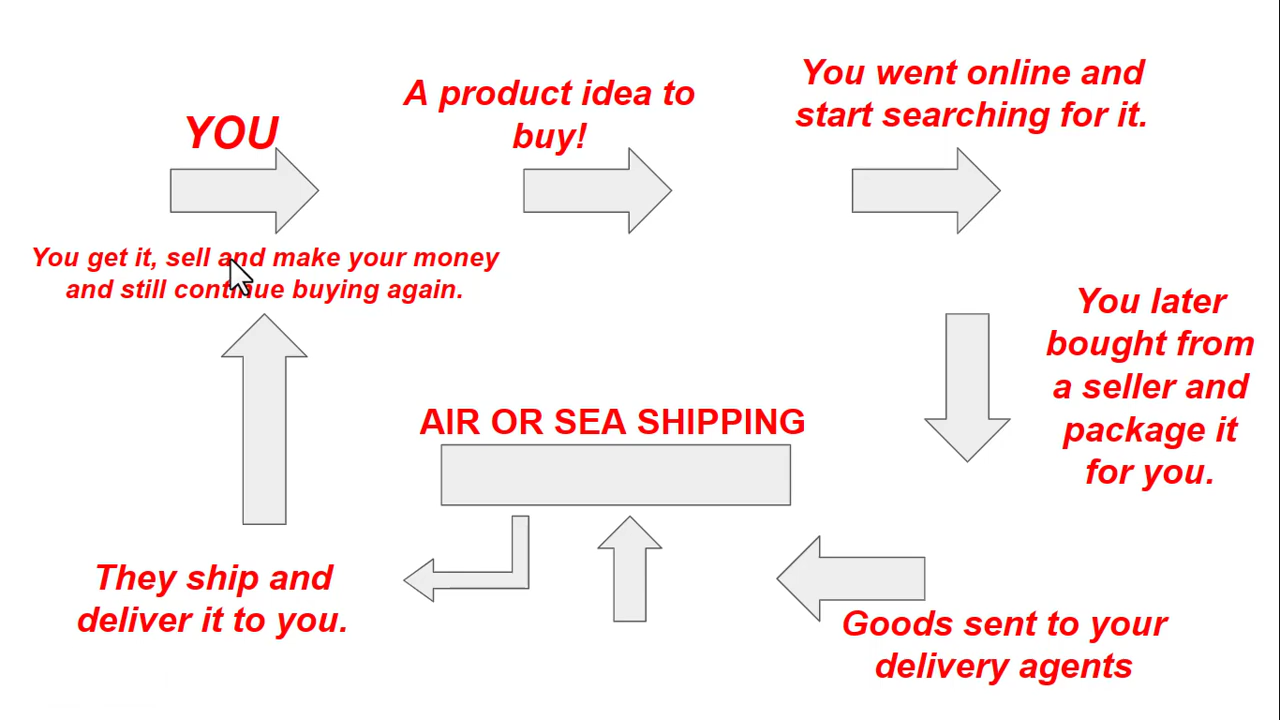 YOU
A product idea to
buy!
You went online and
start searching for it.
You get it, sell and make your money
and still continue buying again.
You later
bought from
a seller and
package it
for you.
AIR OR SEA SHIPPING
They ship and
deliver it to you.
Goods sent to your
delivery agents